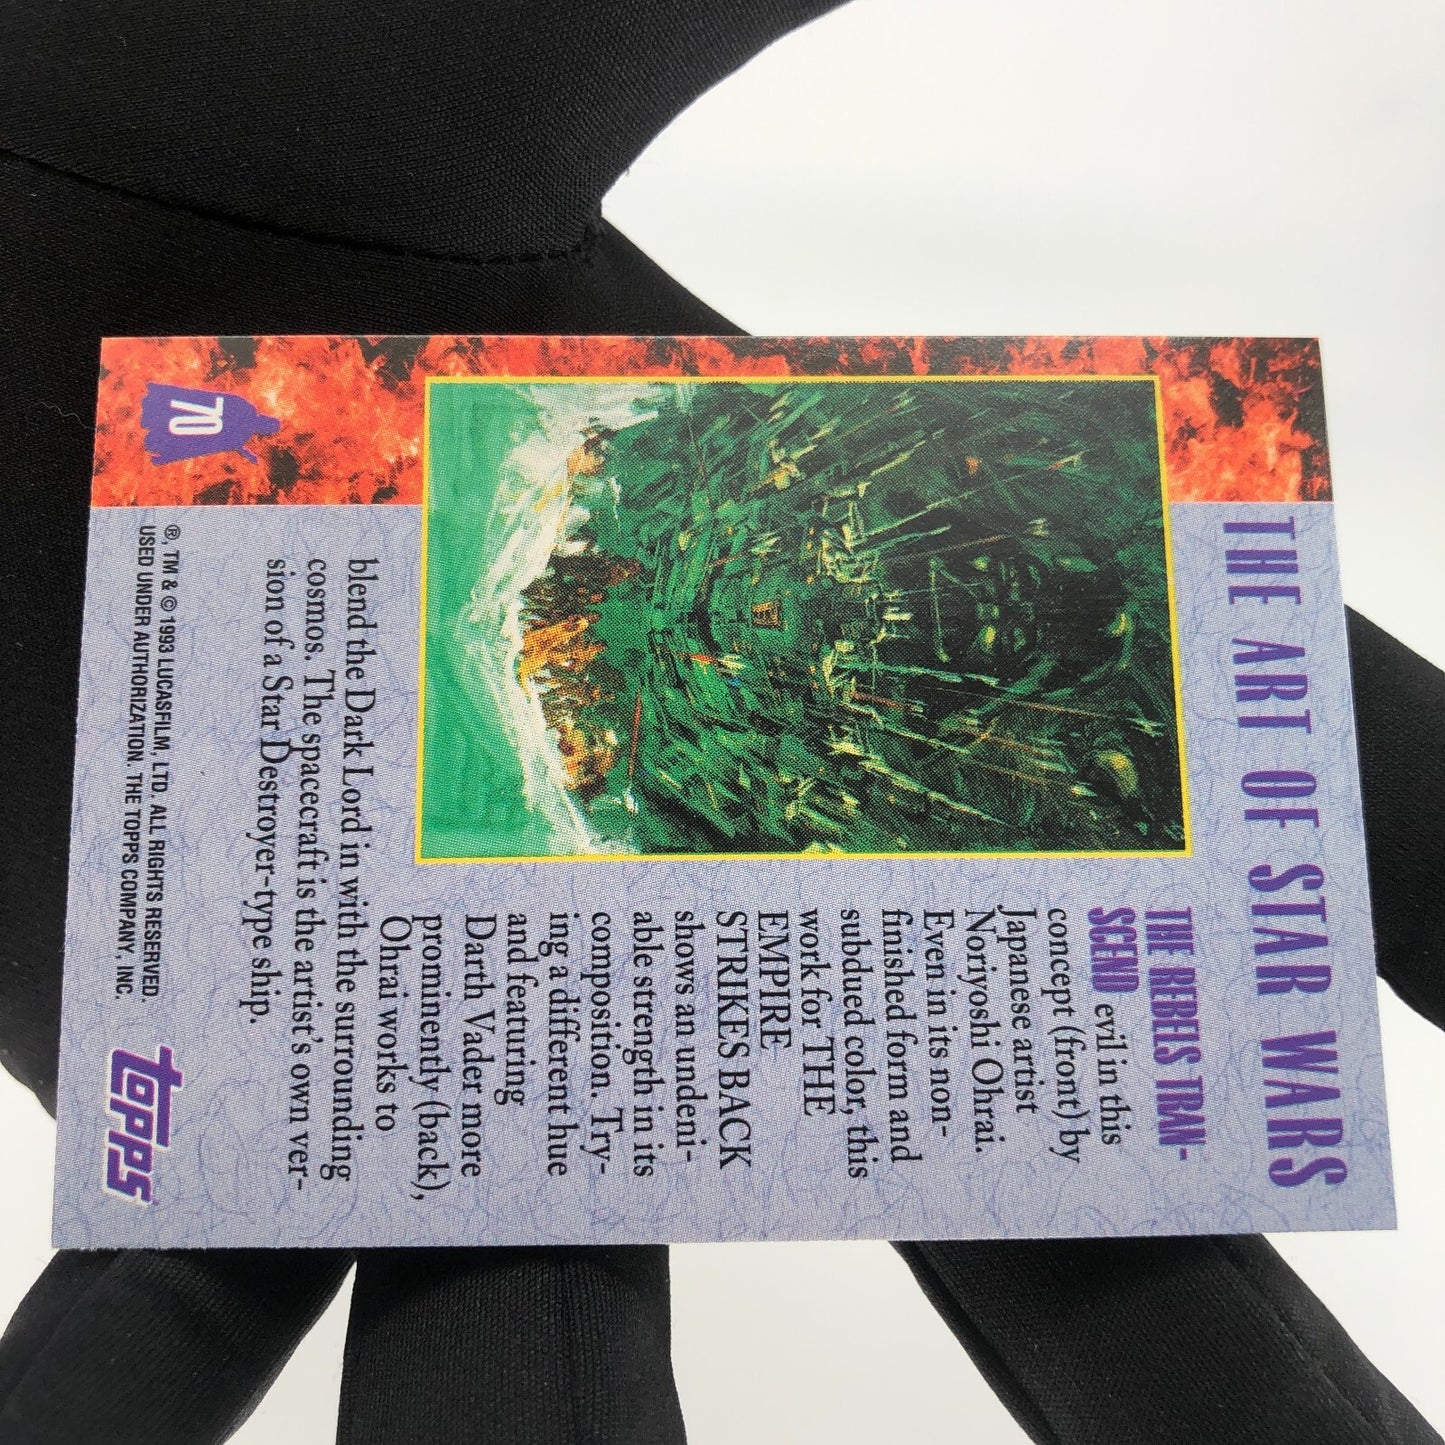 THE ART OF STAR WARS
THE REBELS TRAN-
SCEND evil in this
concept (front) by
Japanese artist
Noriyoshi Ohrai.
Even in its non-
finished form and
subdued color, this
work for THE
EMPIRE
STRIKES BACK
shows an undeni-
able strength in its
composition. Try-
ing a different hue
and featuring
Darth Vader more
prominently (back),
Ohrai works to
blend the Dark Lord in with the surrounding
cosmos. The spacecraft is the artist's own ver-
sion of a Star Destroyer-type ship.
70
®, TM & © 1993 LUCASFILM, LTD. ALL RIGHTS RESERVED.
USED UNDER AUTHORIZATION. THE TOPPS COMPANY, INC.
topps